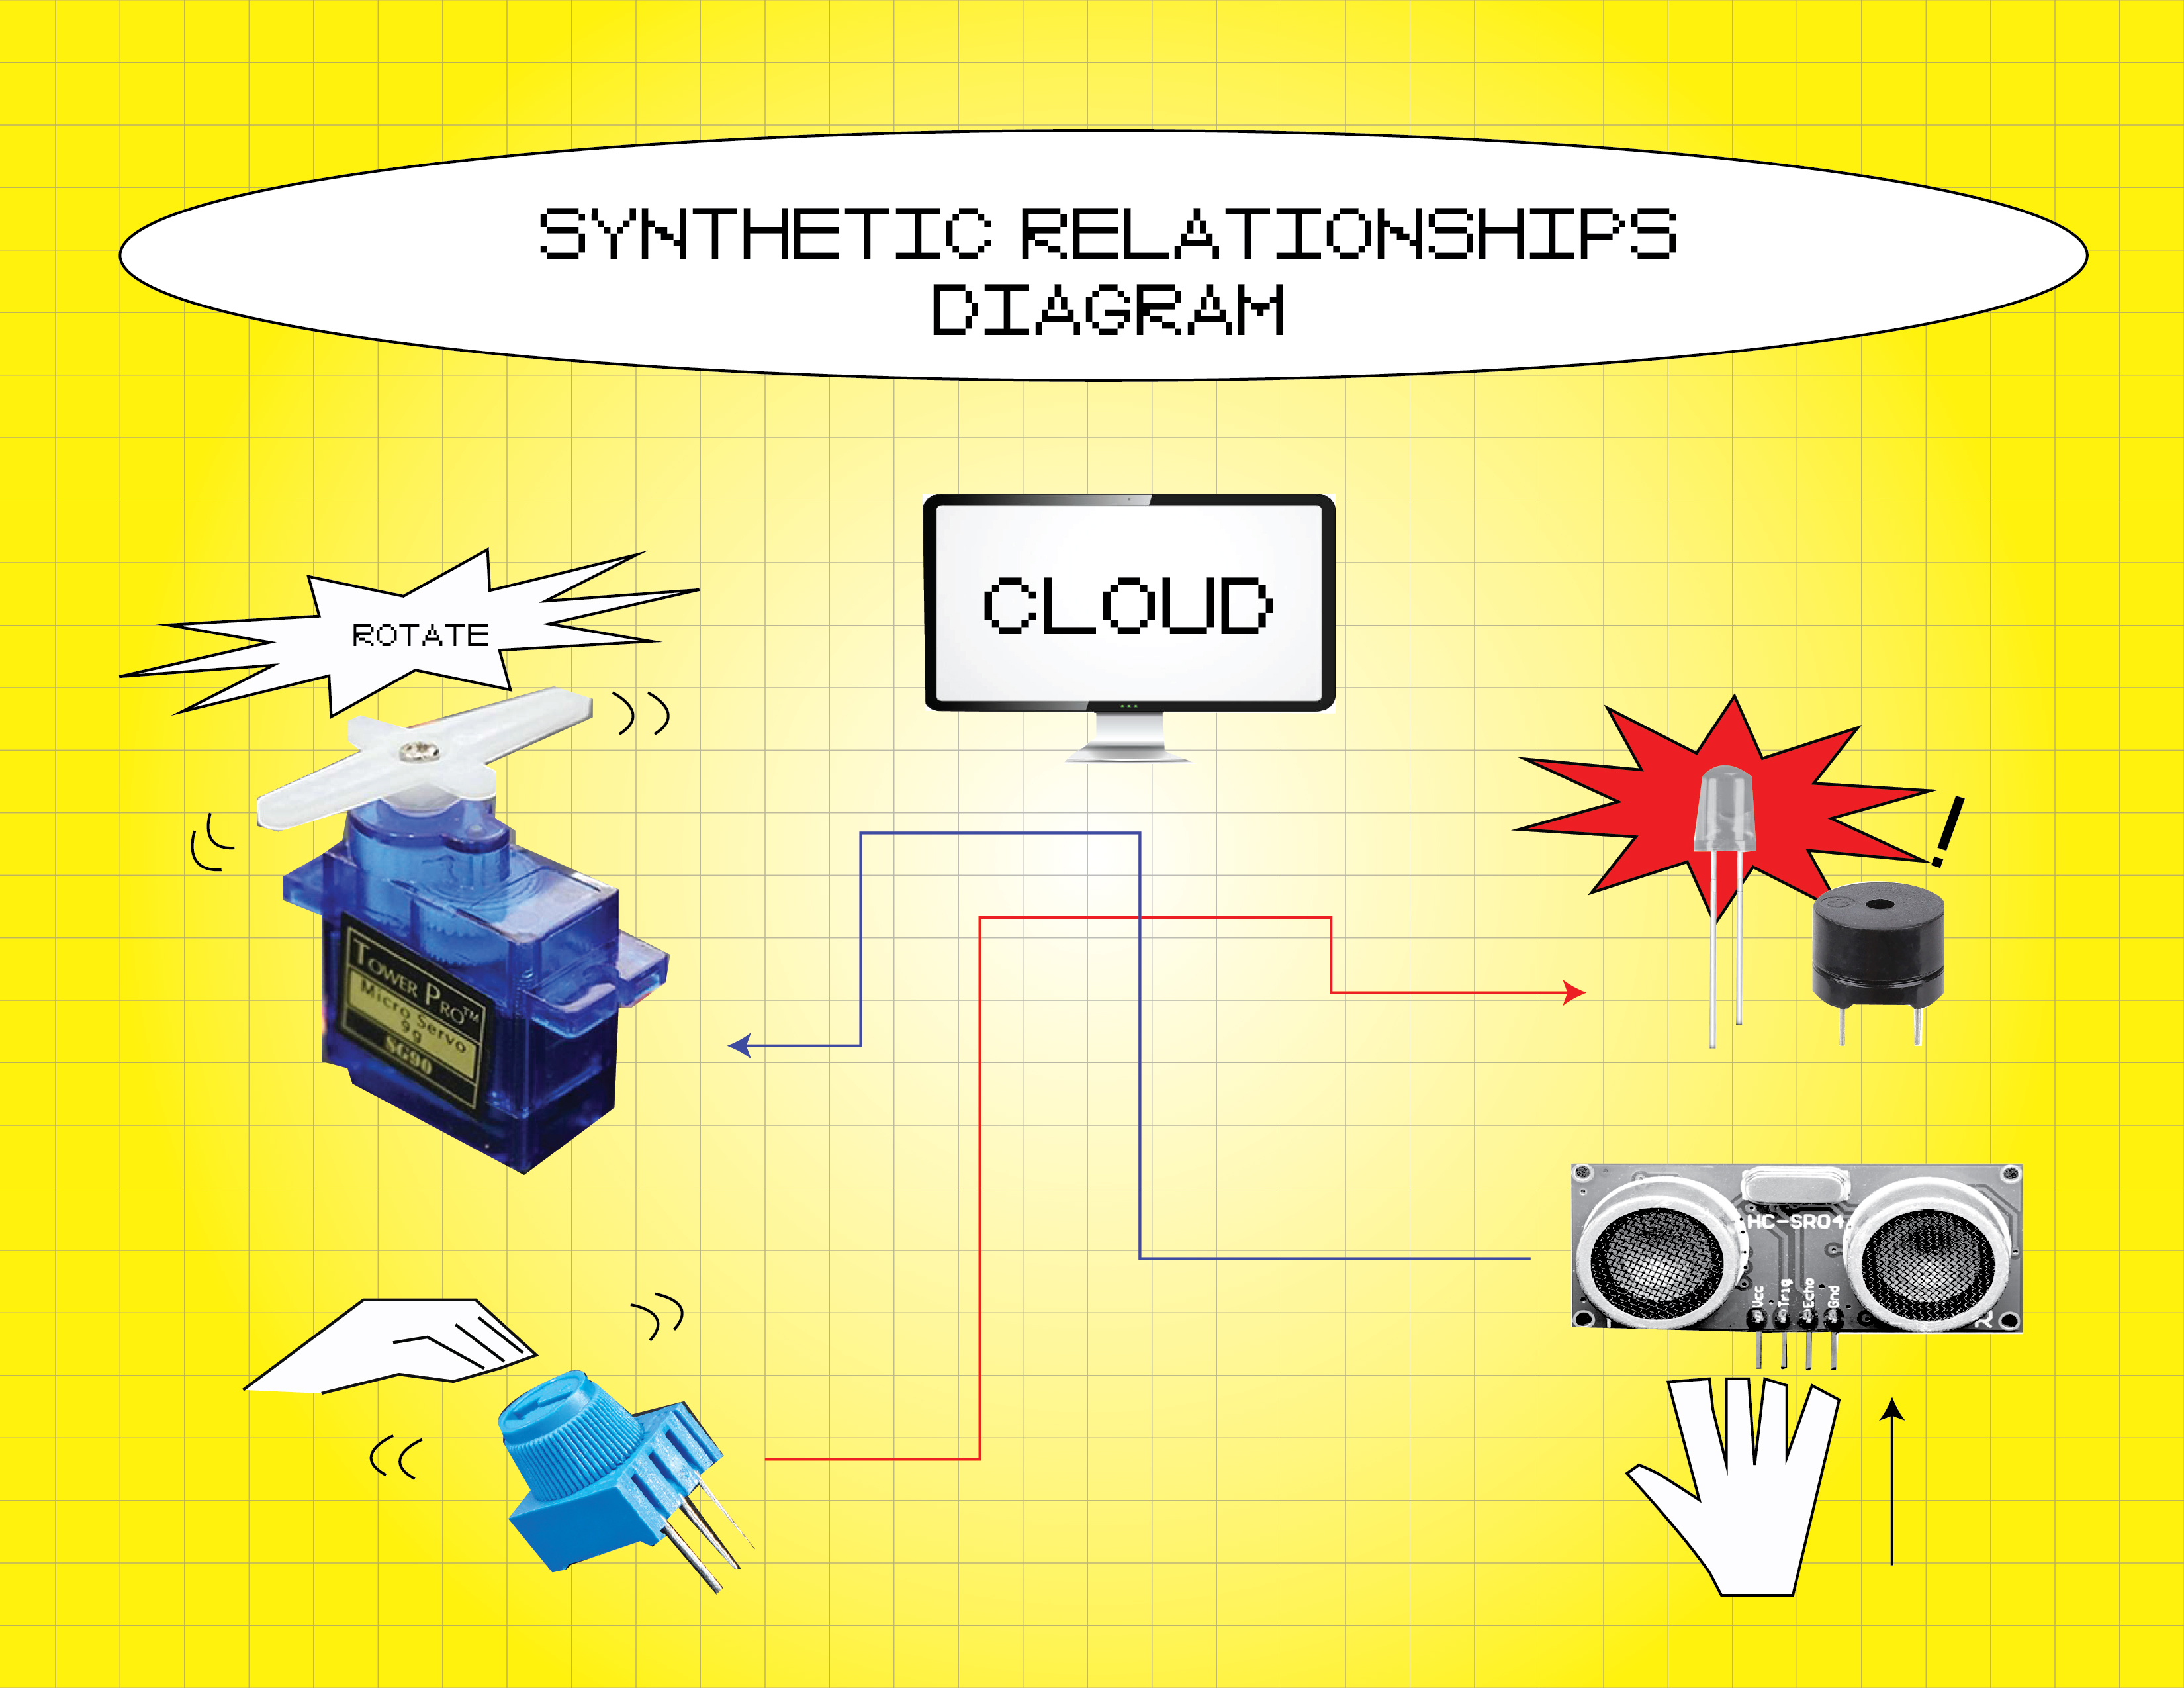 SYNTHETIC RELATIONSHIPS
DIAGRAM
CLOUD
ROTATE
!
TOWER PRO™
Micro Servo
9g
SG90
HC-SR04
Vcc
Trig
Echo
Gnd